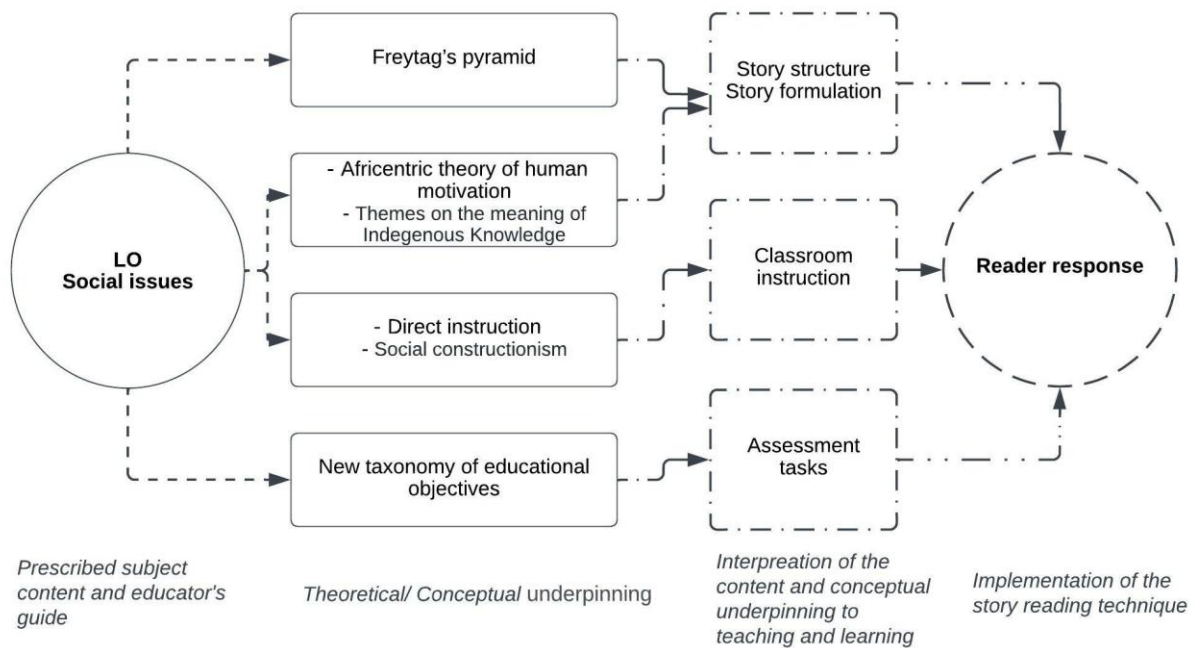 Freytag's pyramid
Story structure
Story formulation
- Africentric theory of human
motivation
- Themes on the meaning of
Indegenous Knowledge
LO
Social issues
Classroom
instruction
Reader response
- Direct instruction
- Social constructionism
New taxonomy of educational
objectives
Assessment
tasks
Prescribed subject
content and educator's
guide
Theoretical/ Conceptual underpinning
Interpreation of the
content and conceptual
underpinning to
teaching and learning
Implementation of the
story reading technique